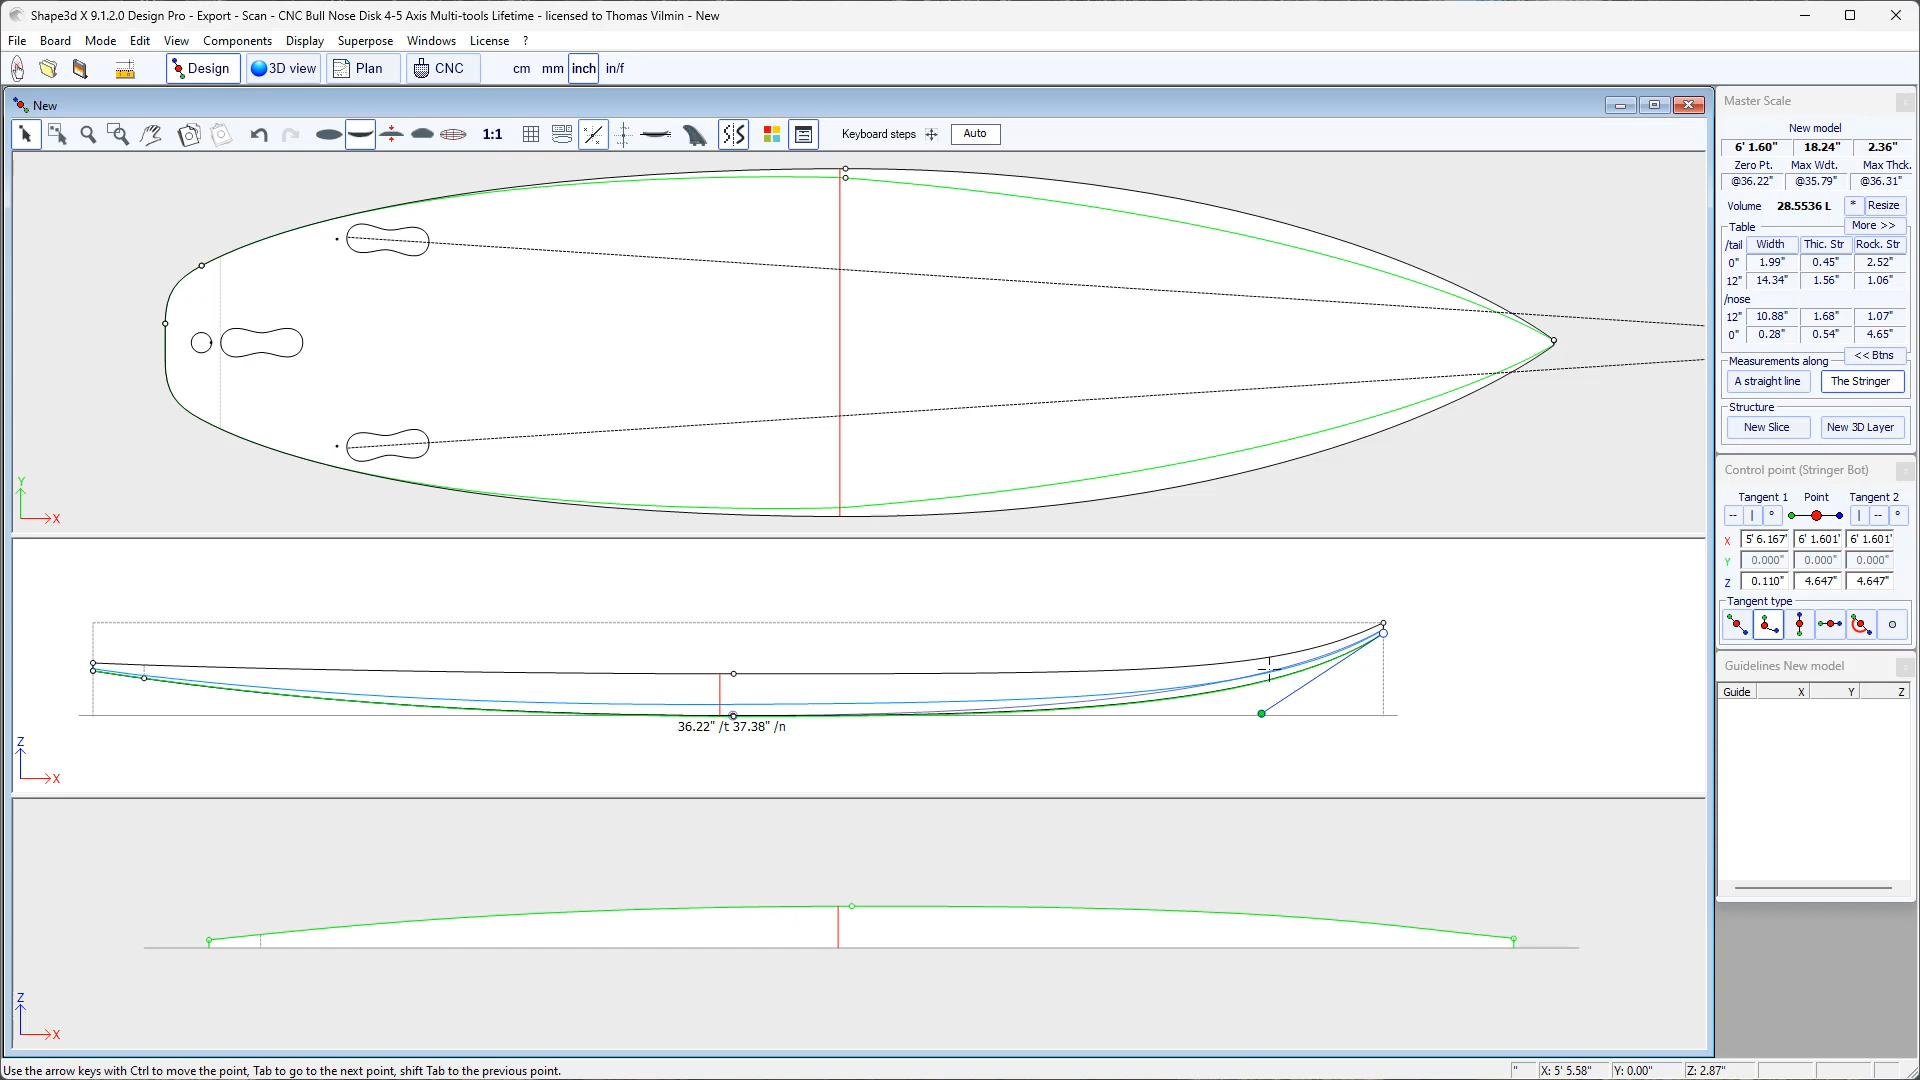 Shape3d X 9.1.2.0 Design Pro - Export - Scan - CNC Bull Nose Disk 4-5 Axis Multi-tools Lifetime - licensed to Thomas Vilmin - New
File Board Mode Edit View Components Display Superpose Windows License ?
Design 3D view Plan CNC cm mm inch in/f
New
1:1 Keyboard steps Auto
Y
X
36.22" /t 37.38" /n
Z
X
Z
X
Master Scale
New model
6' 1.60" 18.24" 2.36"
Zero Pt. Max Wdt. Max Thck.
@36.22" @35.79" @36.31"
Volume 28.5536 L * Resize
Table More >>
/tail Width Thic. Str Rock. Str
0" 1.99" 0.45" 2.52"
12" 14.34" 1.56" 1.06"
/nose
12" 10.88" 1.68" 1.07"
0" 0.28" 0.54" 4.65"
<< Btns
Measurements along
A straight line The Stringer
Structure
New Slice New 3D Layer
Control point (Stringer Bot)
Tangent 1 Point Tangent 2
-- | ° | -- °
X 5' 6.167' 6' 1.601' 6' 1.601'
Y 0.000" 0.000" 0.000"
Z 0.110" 4.647" 4.647"
Tangent type
Guidelines New model
Guide X Y Z
Use the arrow keys with Ctrl to move the point, Tab to go to the next point, shift Tab to the previous point.
" X: 5' 5.58" Y: 0.00" Z: 2.87"